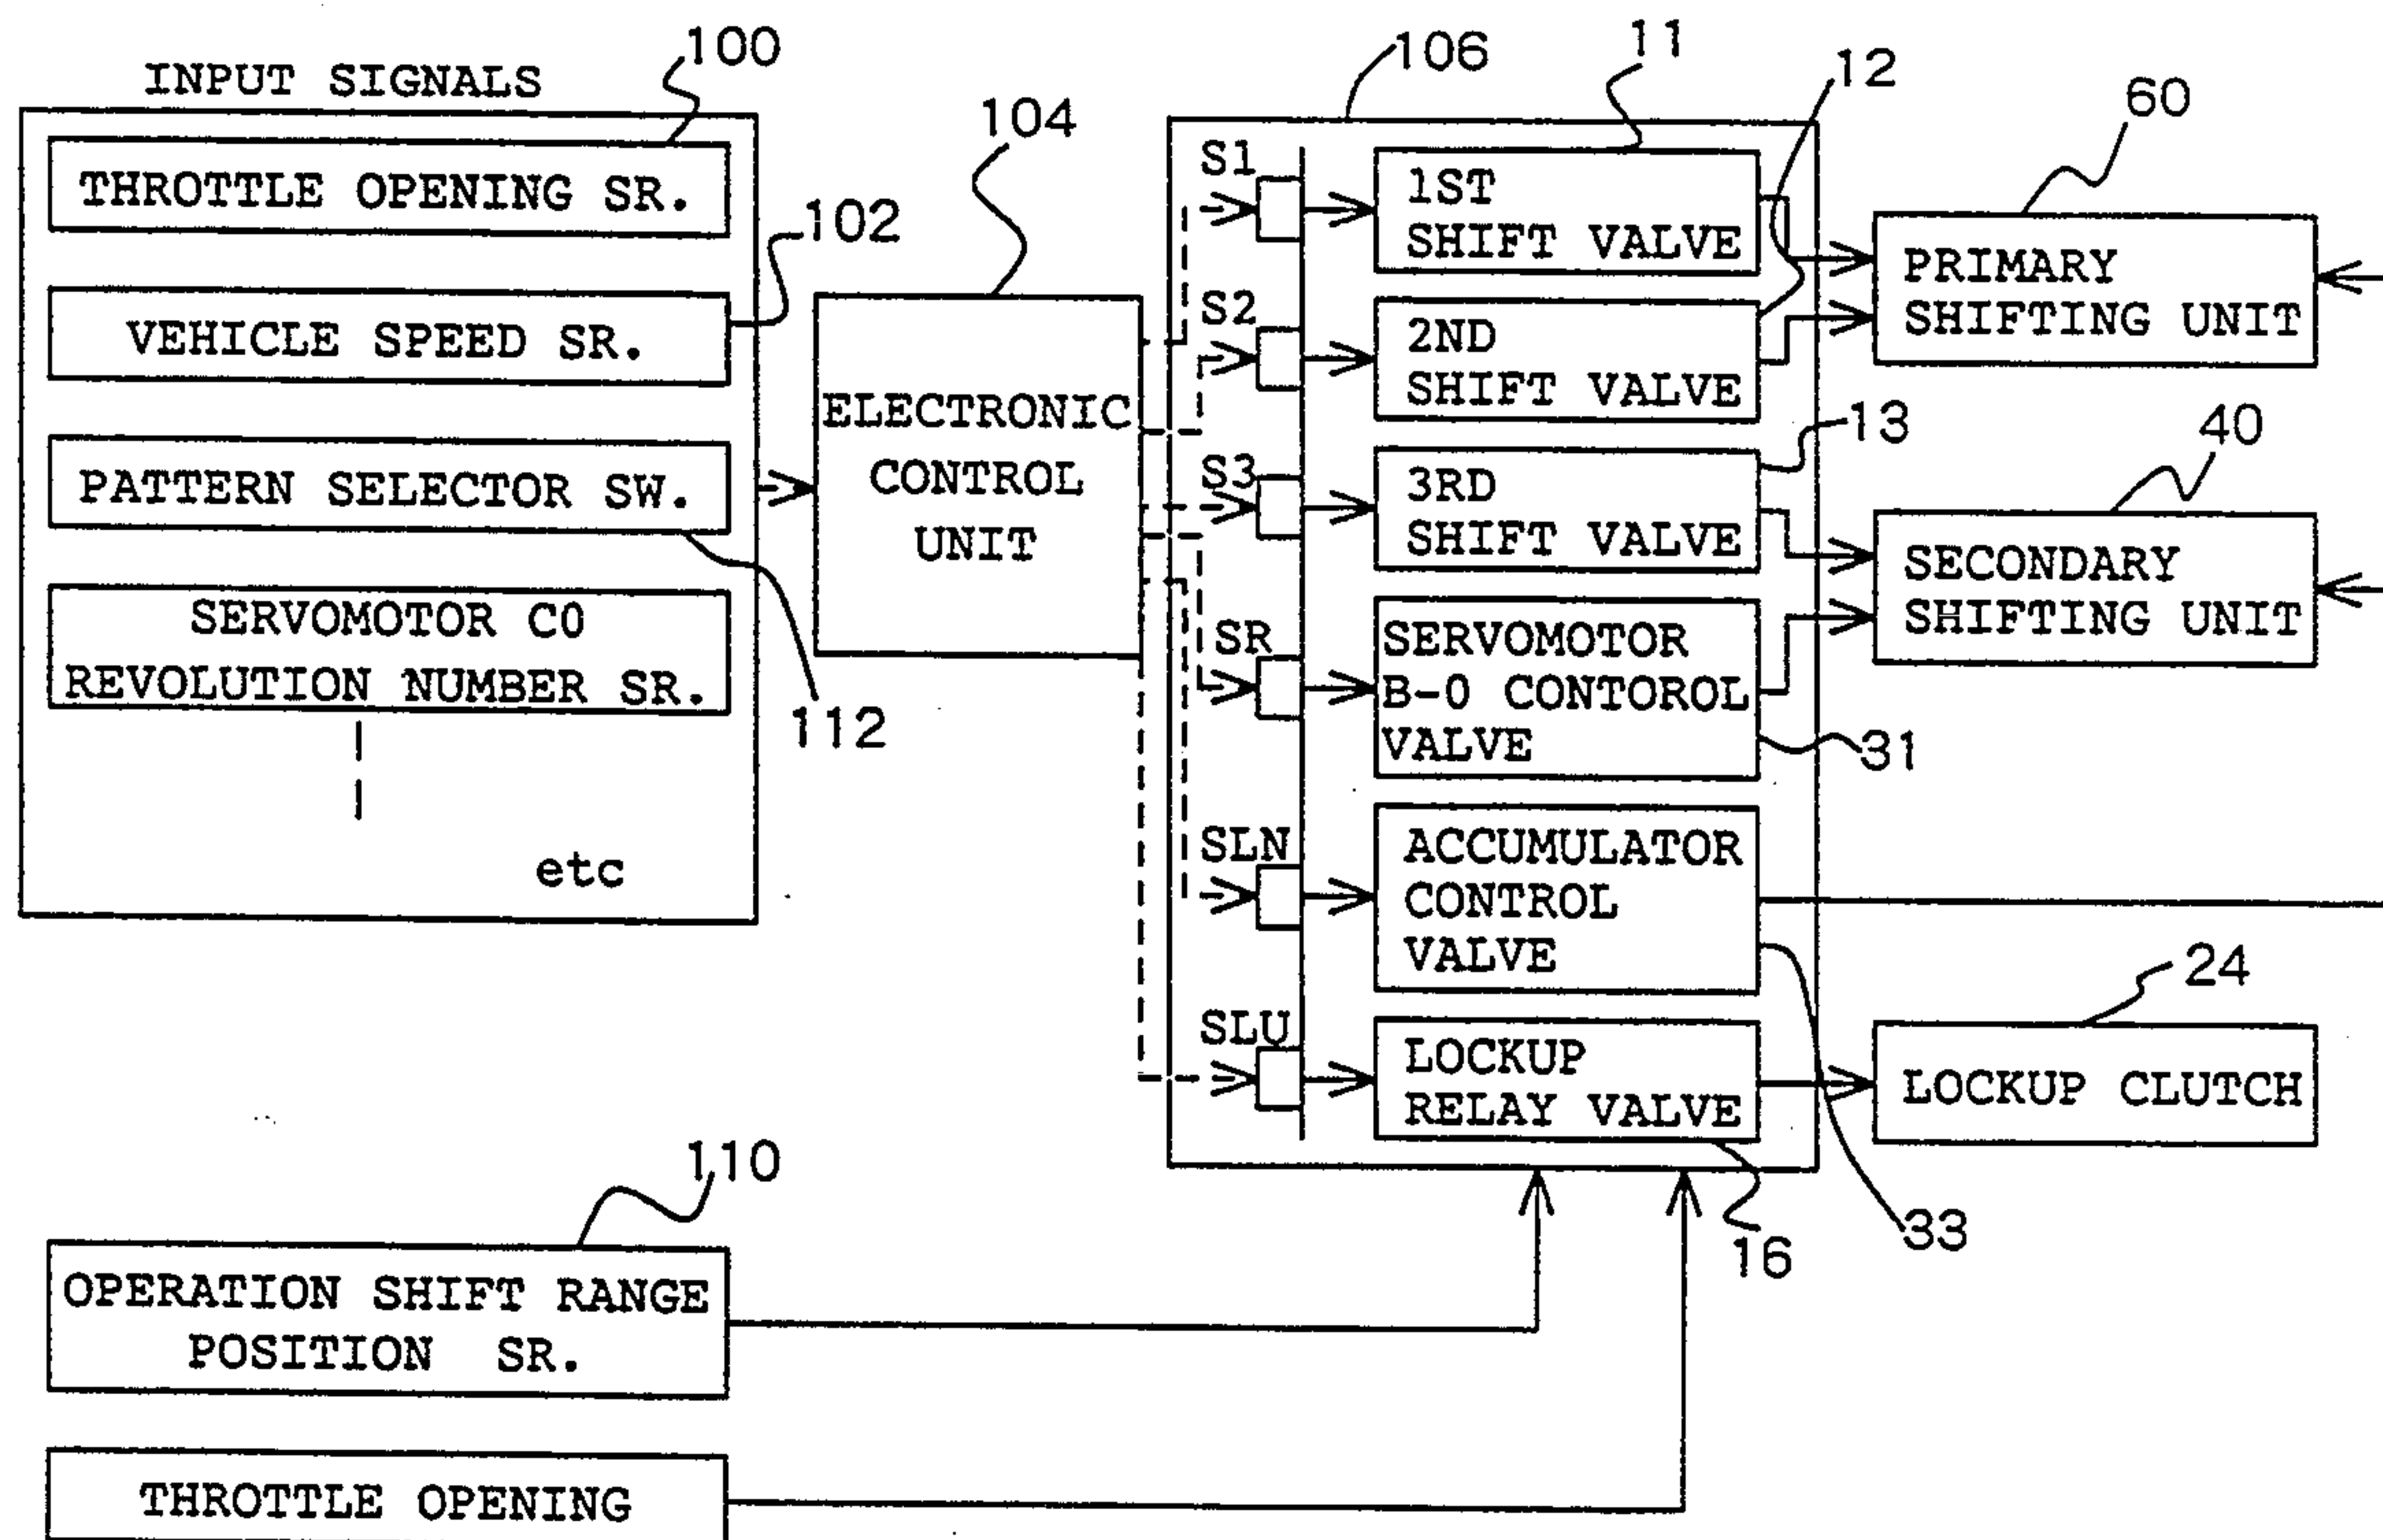 INPUT SIGNALS
100
THROTTLE OPENING SR.
102
VEHICLE SPEED SR.
PATTERN SELECTOR SW.
112
SERVOMOTOR C0
REVOLUTION NUMBER SR.
etc
104
ELECTRONIC
CONTROL
UNIT
106
11
12
S1
1ST
SHIFT VALVE
S2
2ND
SHIFT VALVE
13
S3
3RD
SHIFT VALVE
SR
SERVOMOTOR
B-0 CONTOROL
VALVE
31
SLN
ACCUMULATOR
CONTROL
VALVE
33
SLU
LOCKUP
RELAY VALVE
16
60
PRIMARY
SHIFTING UNIT
40
SECONDARY
SHIFTING UNIT
24
LOCKUP CLUTCH
110
OPERATION SHIFT RANGE
POSITION SR.
THROTTLE OPENING